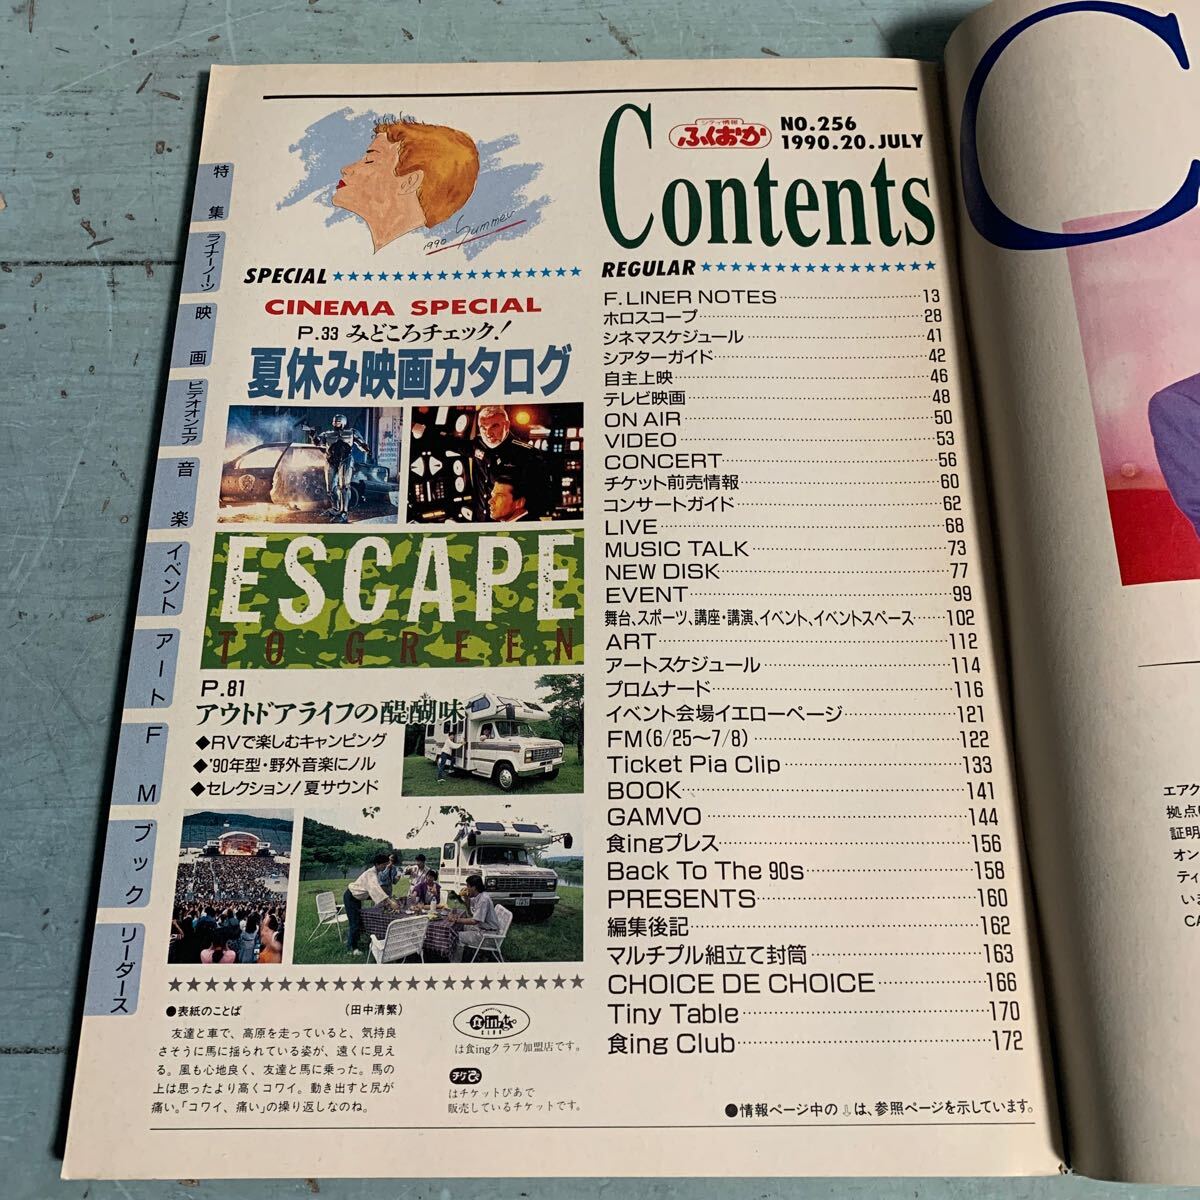 シティ情報
ふくおか
NO.256
1990.20.JULY
Contents
特集
ライナーノーツ
映画
ビデオオンエア
音楽
イベント
アート
FM
ブック
リーダース
1990 Summer
SPECIAL
CINEMA SPECIAL
P.33 みどころチェック!
夏休み映画カタログ
ESCAPE
TO GREEN
P.81
アウトドアライフの醍醐味
◆RVで楽しむキャンピング
◆'90年型・野外音楽にノル
◆セレクション!夏サウンド
●表紙のことば (田中清繁)
友達と車で、高原を走っていると、気持良
さそうに馬に揺られている姿が、遠くに見え
る。風も心地良く、友達と馬に乗った。馬の
上は思ったより高くコワイ。動き出すと尻が
痛い。「コワイ、痛い」の繰り返しなのね。
は食ingクラブ加盟店です。
チケぴ
はチケットぴあで
販売しているチケットです。
REGULAR
F. LINER NOTES 13
ホロスコープ 28
シネマスケジュール 41
シアターガイド 42
自主上映 46
テレビ映画 48
ON AIR 50
VIDEO 53
CONCERT 56
チケット前売情報 60
コンサートガイド 62
LIVE 68
MUSIC TALK 73
NEW DISK 77
EVENT 99
舞台、スポーツ、講座・講演、イベント、イベントスペース 102
ART 112
アートスケジュール 114
プロムナード 116
イベント会場イエローページ 121
FM(6/25〜7/8) 122
Ticket Pia Clip 133
BOOK 141
GAMVO 144
食ingプレス 156
Back To The 90s 158
PRESENTS 160
編集後記 162
マルチプル組立て封筒 163
CHOICE DE CHOICE 166
Tiny Table 170
食ing Club 172
●情報ページ中の⇩は、参照ページを示しています。
C
エアク
拠点
証明
オン
ティ
いま
CA